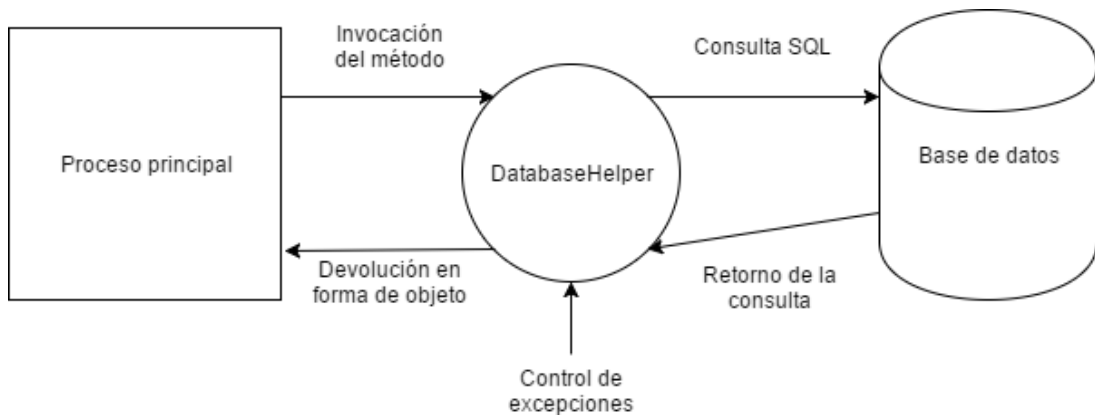 Invocación
del método
Consulta SQL
Proceso principal
DatabaseHelper
Base de datos
Devolución en
forma de objeto
Retorno de la
consulta
Control de
excepciones